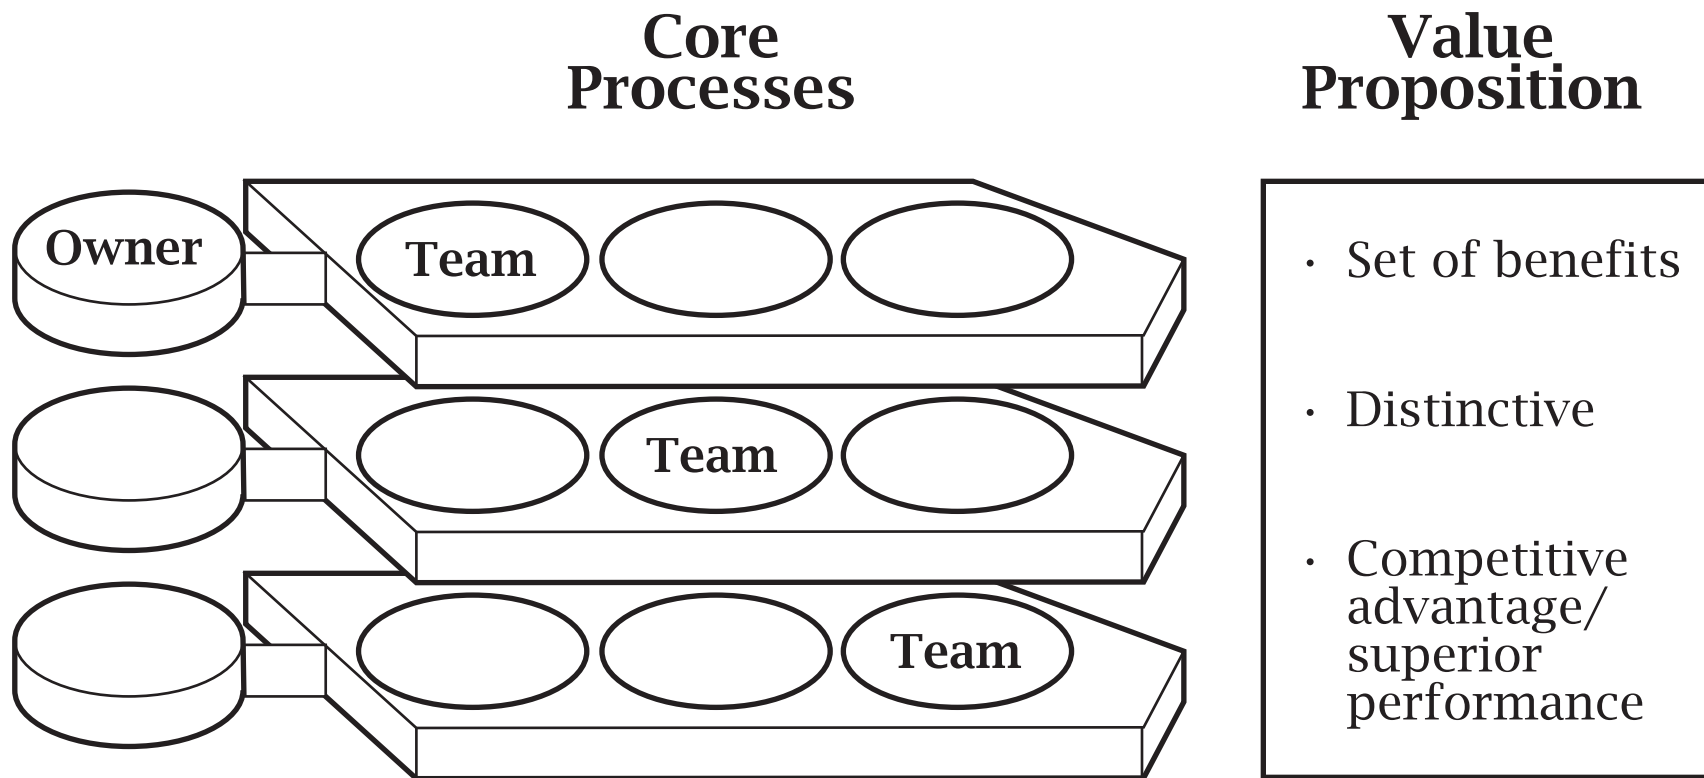 Core
Processes
Value
Proposition
Owner
Team
Team
Team
· Set of benefits
· Distinctive
· Competitive
advantage/
superior
performance